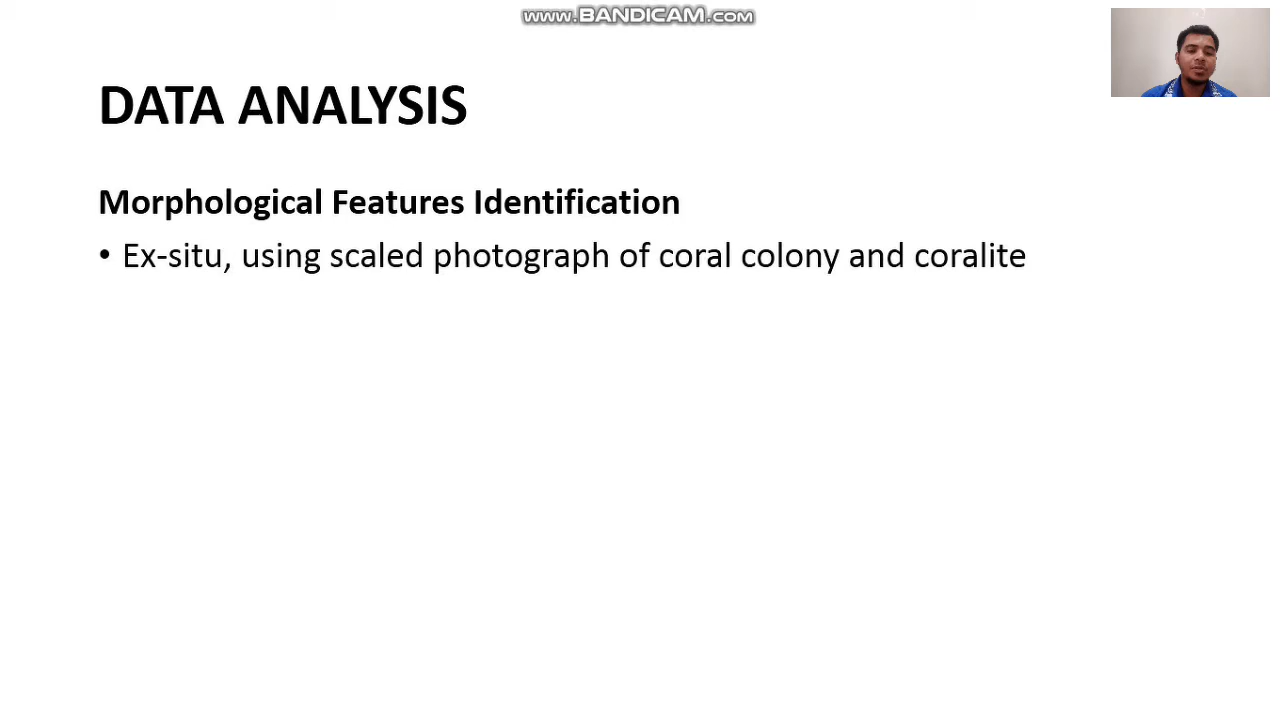 www.BANDICAM.com
DATA ANALYSIS
Morphological Features Identification
• Ex-situ, using scaled photograph of coral colony and coralite